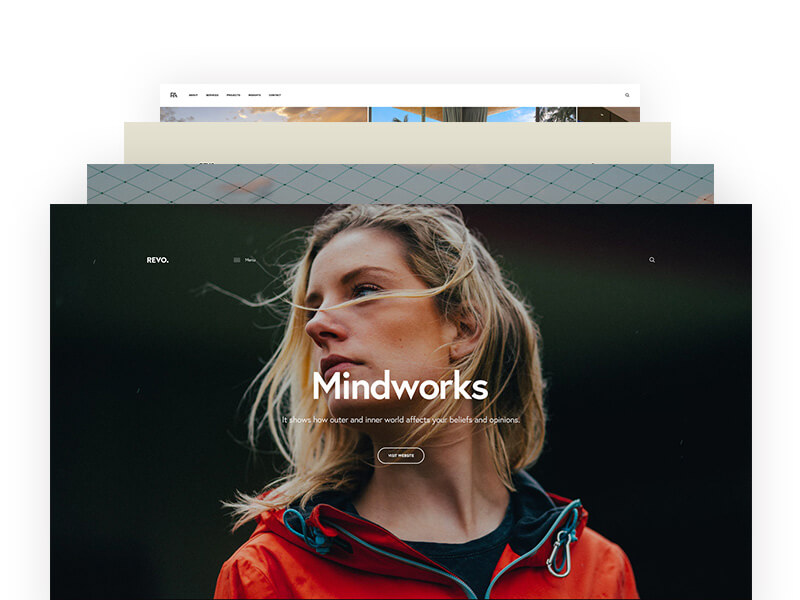 RA ABOUT SERVICES PROJECTS INSIGHTS CONTACT
REVO. Menu
Mindworks
It shows how outer and inner world affects your beliefs and opinions.
VISIT WEBSITE